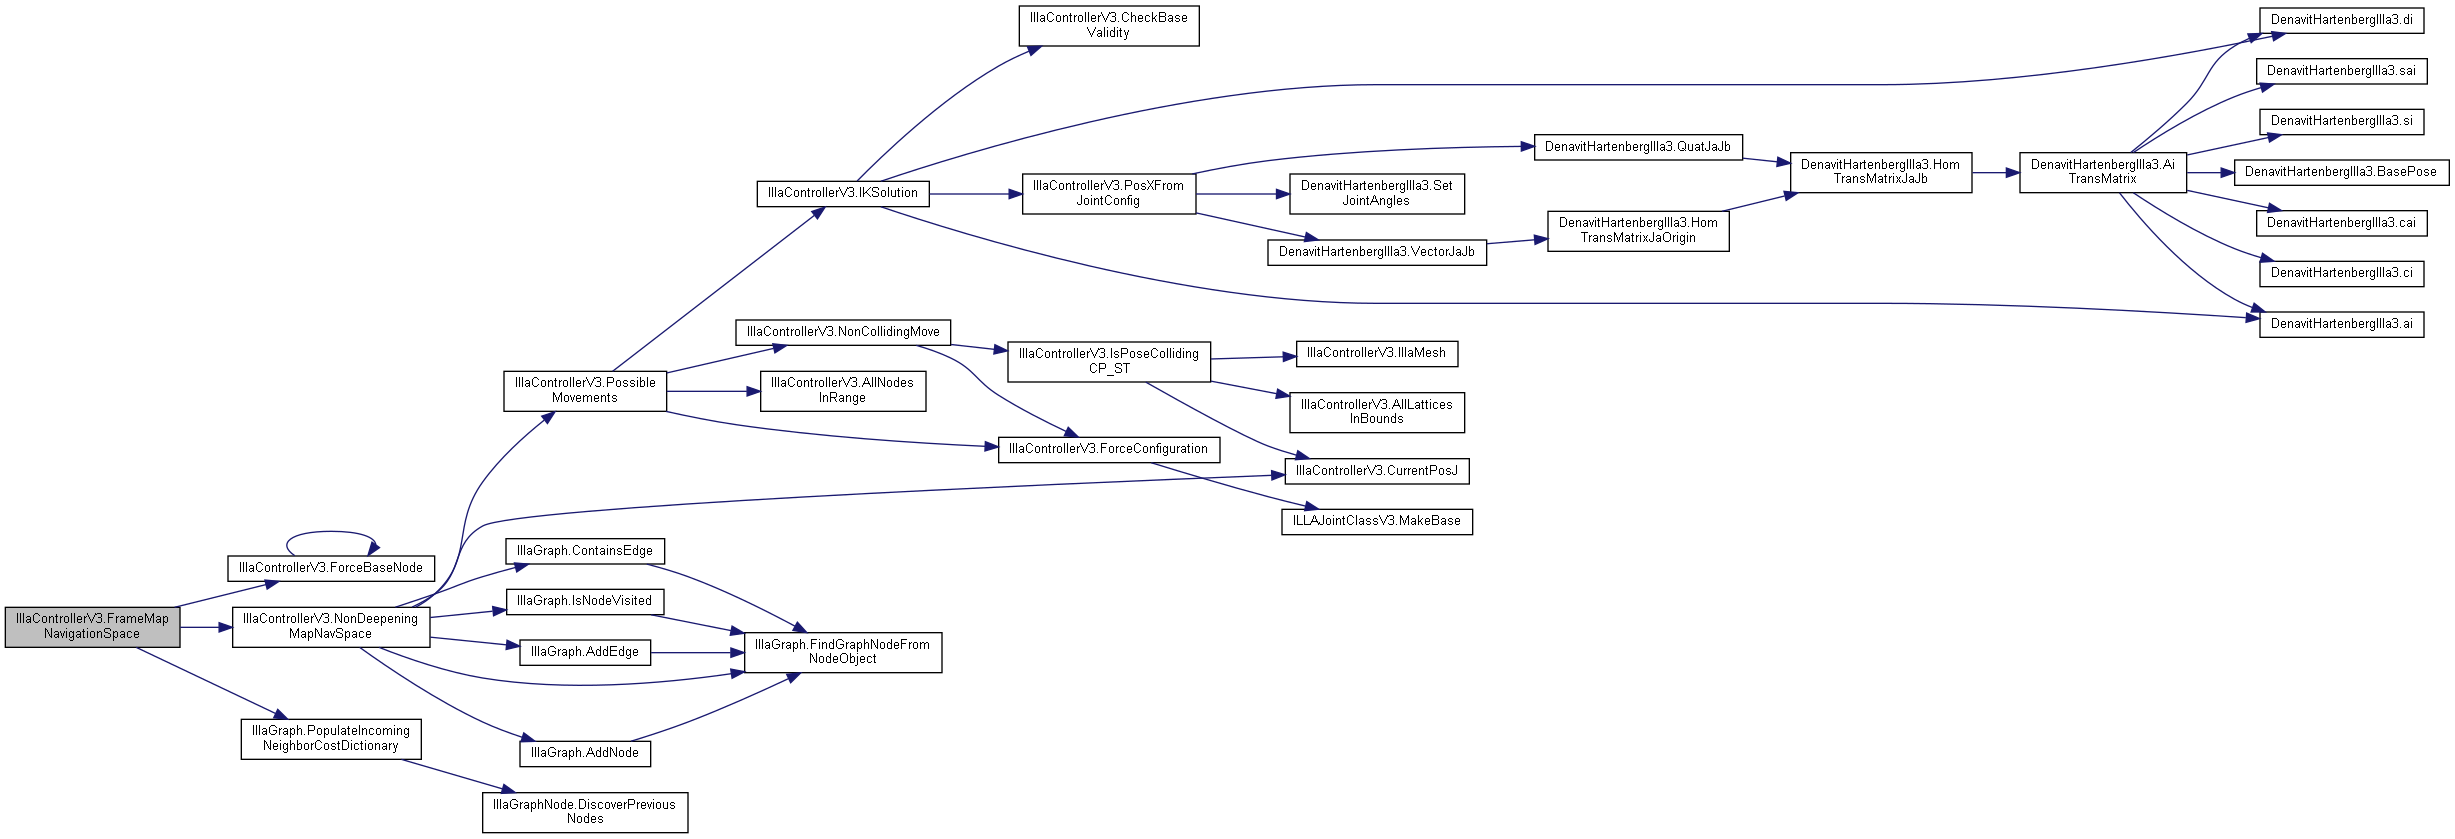 IllaControllerV3.CheckBase
Validity
DenavitHartenbergIlla3.di
DenavitHartenbergIlla3.sai
DenavitHartenbergIlla3.si
DenavitHartenbergIlla3.QuatJaJb
DenavitHartenbergIlla3.Hom
TransMatrixJaJb
DenavitHartenbergIlla3.Ai
TransMatrix
DenavitHartenbergIlla3.BasePose
IllaControllerV3.IKSolution
IllaControllerV3.PosXFrom
JointConfig
DenavitHartenbergIlla3.Set
JointAngles
DenavitHartenbergIlla3.Hom
TransMatrixJaOrigin
DenavitHartenbergIlla3.cai
DenavitHartenbergIlla3.VectorJaJb
DenavitHartenbergIlla3.ci
DenavitHartenbergIlla3.ai
IllaControllerV3.NonCollidingMove
IllaControllerV3.IsPoseColliding
CP_ST
IllaControllerV3.IllaMesh
IllaControllerV3.Possible
Movements
IllaControllerV3.AllNodes
InRange
IllaControllerV3.AllLattices
InBounds
IllaControllerV3.ForceConfiguration
IllaControllerV3.CurrentPosJ
ILLAJointClassV3.MakeBase
IllaControllerV3.ForceBaseNode
IllaGraph.ContainsEdge
IllaGraph.IsNodeVisited
IllaControllerV3.FrameMap
NavigationSpace
IllaControllerV3.NonDeepening
MapNavSpace
IllaGraph.AddEdge
IllaGraph.FindGraphNodeFrom
NodeObject
IllaGraph.PopulateIncoming
NeighborCostDictionary
IllaGraph.AddNode
IllaGraphNode.DiscoverPrevious
Nodes